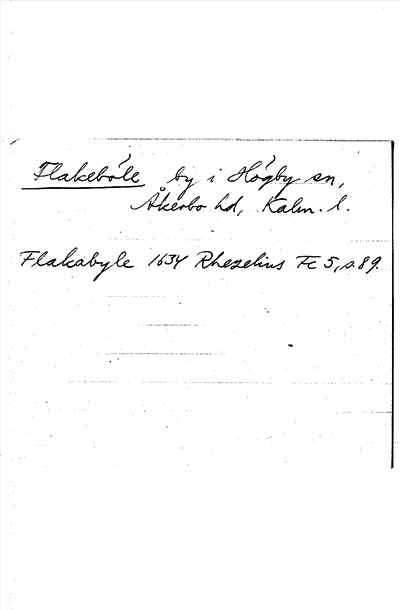 Flakeböle by i Högby sn,
Åkerbo hd, Kalm. l.
Flakabyle 1634 Rhezelius Fc 5, s 89.